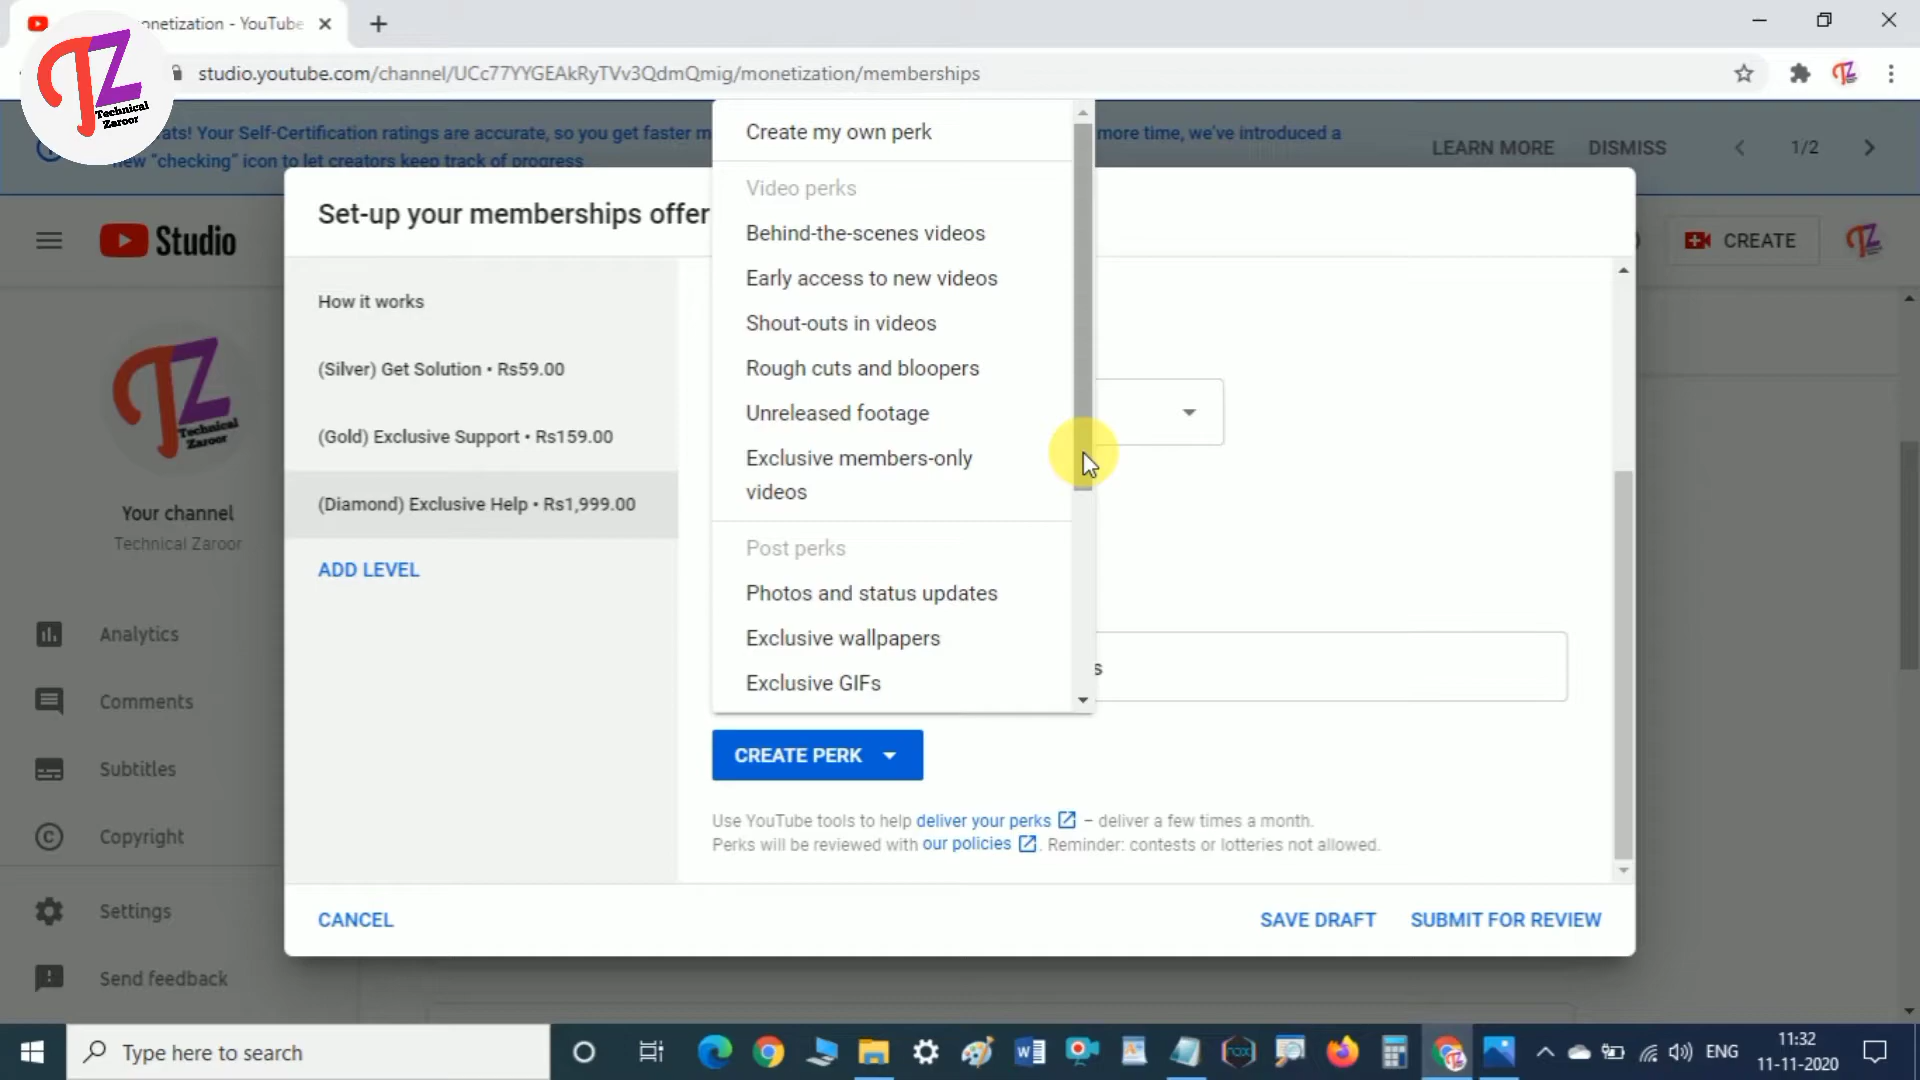 onetization - YouTube
studio.youtube.com/channel/UCc77YYGEAkRyTVv3QdmQmig/monetization/memberships
TZ
Technical
Zaroor
ats! Your Self-Certification ratings are accurate, so you get faster m
more time, we've introduced a
new "checking" icon to let creators keep track of progress
LEARN MORE
DISMISS
1/2
Studio
CREATE
TZ
Technical
Zaroor
Your channel
Technical Zaroor
Analytics
Comments
Subtitles
Copyright
Settings
Send feedback
Set-up your memberships offer
How it works
(Silver) Get Solution • Rs59.00
(Gold) Exclusive Support • Rs159.00
(Diamond) Exclusive Help • Rs1,999.00
ADD LEVEL
Create my own perk
Video perks
Behind-the-scenes videos
Early access to new videos
Shout-outs in videos
Rough cuts and bloopers
Unreleased footage
Exclusive members-only
videos
Post perks
Photos and status updates
Exclusive wallpapers
Exclusive GIFs
s
CREATE PERK
Use YouTube tools to help deliver your perks – deliver a few times a month.
Perks will be reviewed with our policies . Reminder: contests or lotteries not allowed.
CANCEL
SAVE DRAFT
SUBMIT FOR REVIEW
Type here to search
ENG
11:32
11-11-2020